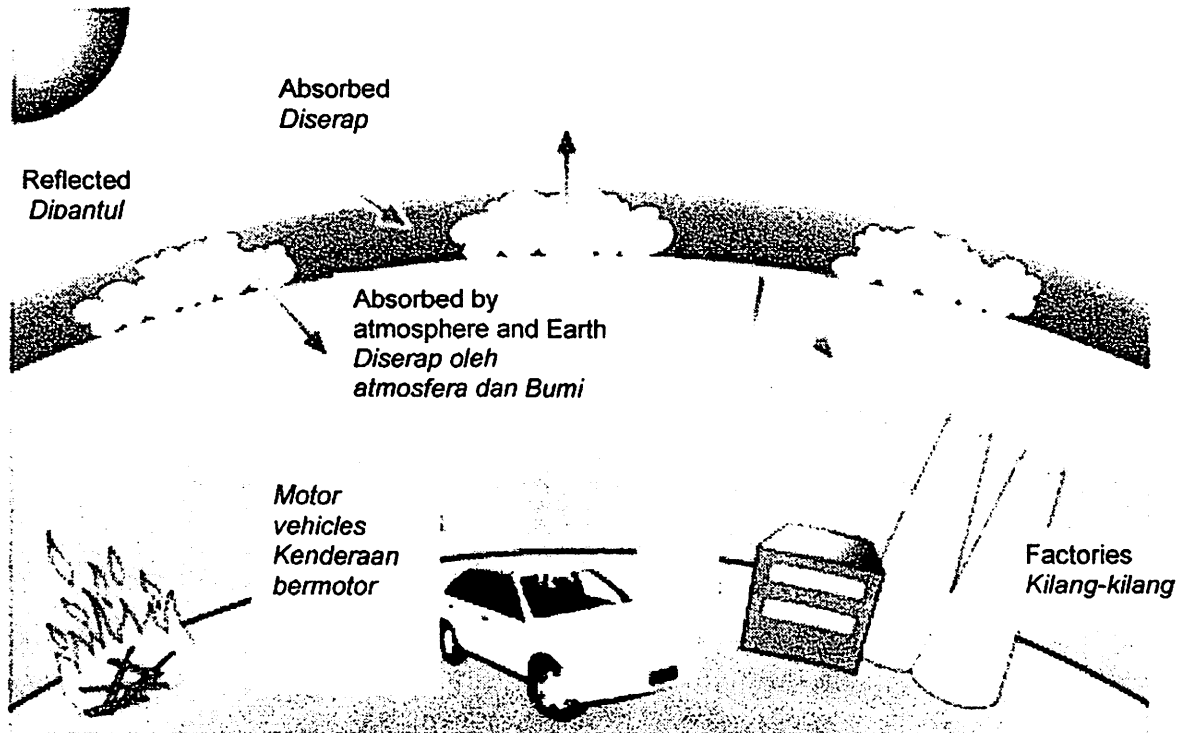 Absorbed
Diserap
Reflected
Dipantul
Absorbed by
atmosphere and Earth
Diserap oleh
atmosfera dan Bumi
Motor
vehicles
Kenderaan
bermotor
Factories
Kilang-kilang